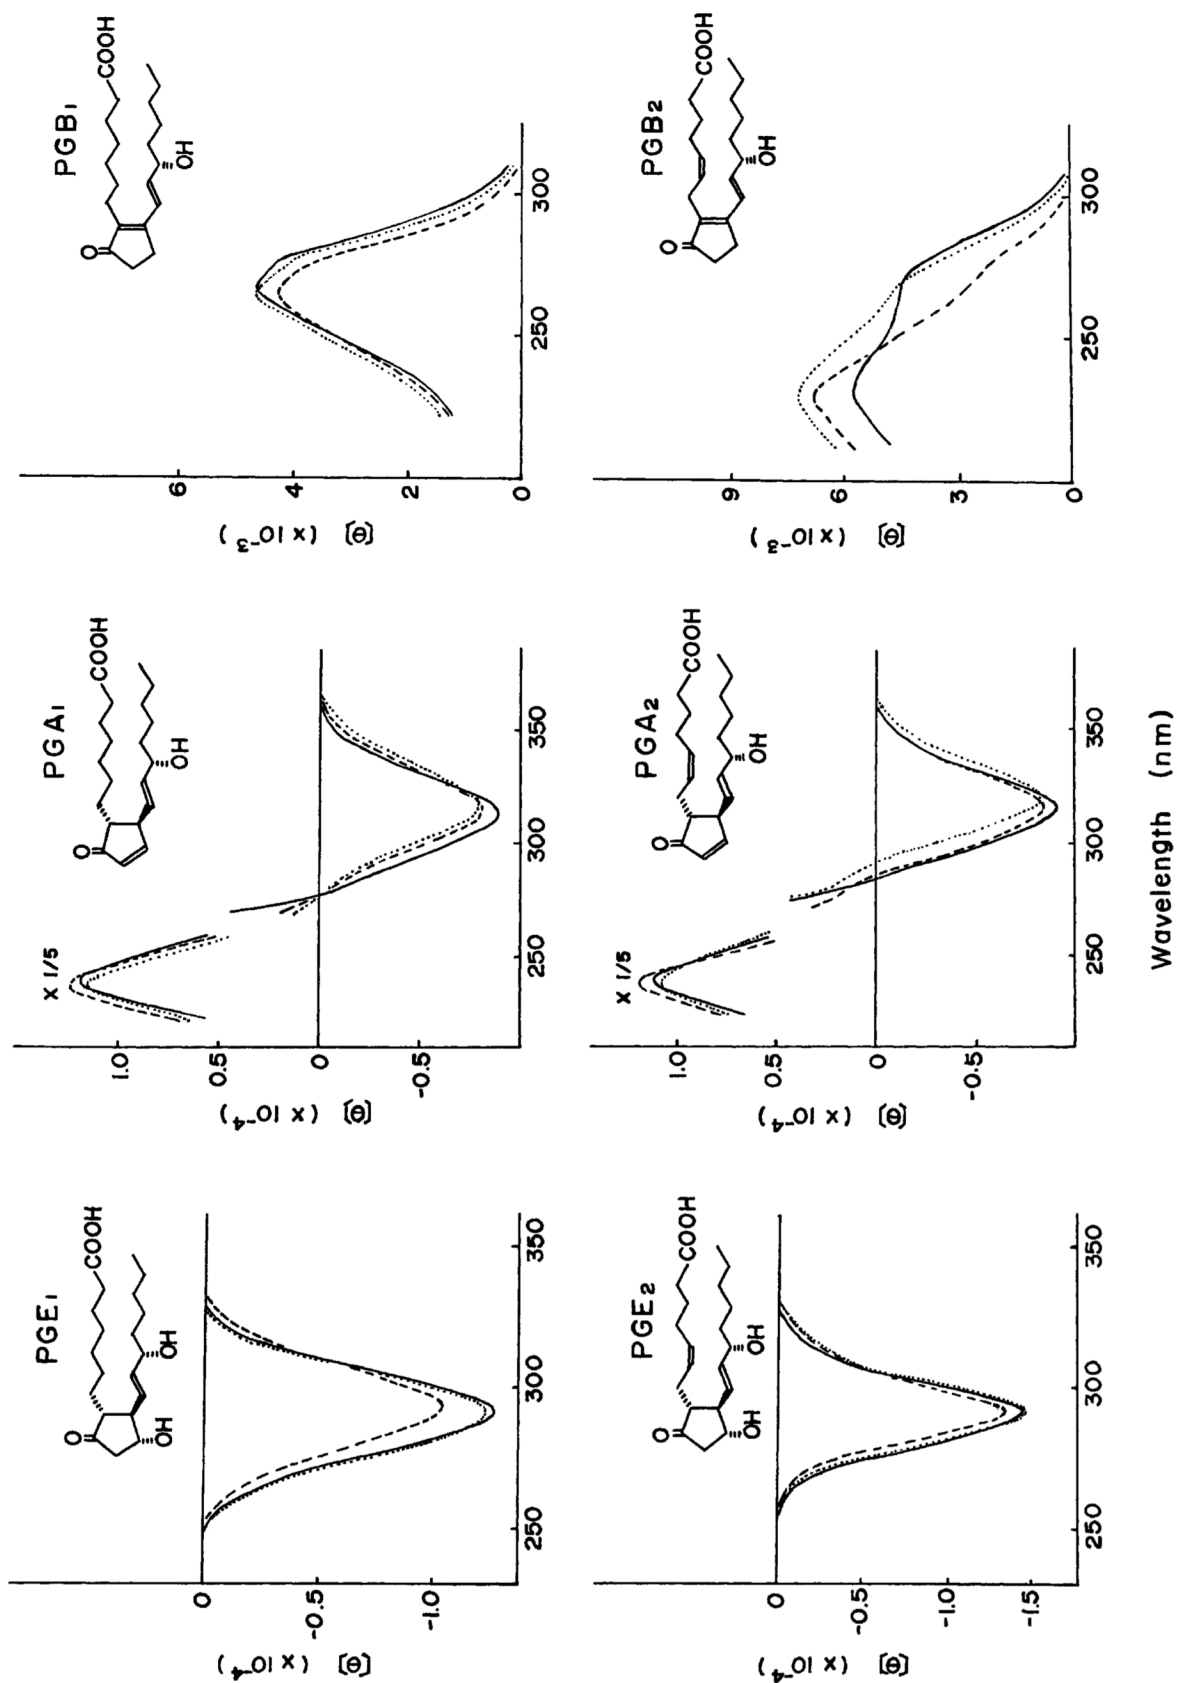 PGE₁
O
COOH
OH
OH
0
-0.5
-1.0
[θ] (x 10⁻⁴)
250
300
350
PGA₁
O
COOH
OH
x 1/5
1.0
0.5
0
-0.5
[θ] (x 10⁻⁴)
250
300
350
PGB₁
O
COOH
OH
6
4
2
0
[θ] (x 10⁻³)
250
300
PGE₂
O
COOH
OH
OH
0
-0.5
-1.0
-1.5
[θ] (x 10⁻⁴)
250
300
350
PGA₂
O
COOH
OH
x 1/5
1.0
0.5
0
-0.5
[θ] (x 10⁻⁴)
250
300
350
PGB₂
O
COOH
OH
9
6
3
0
[θ] (x 10⁻³)
250
300
Wavelength (nm)